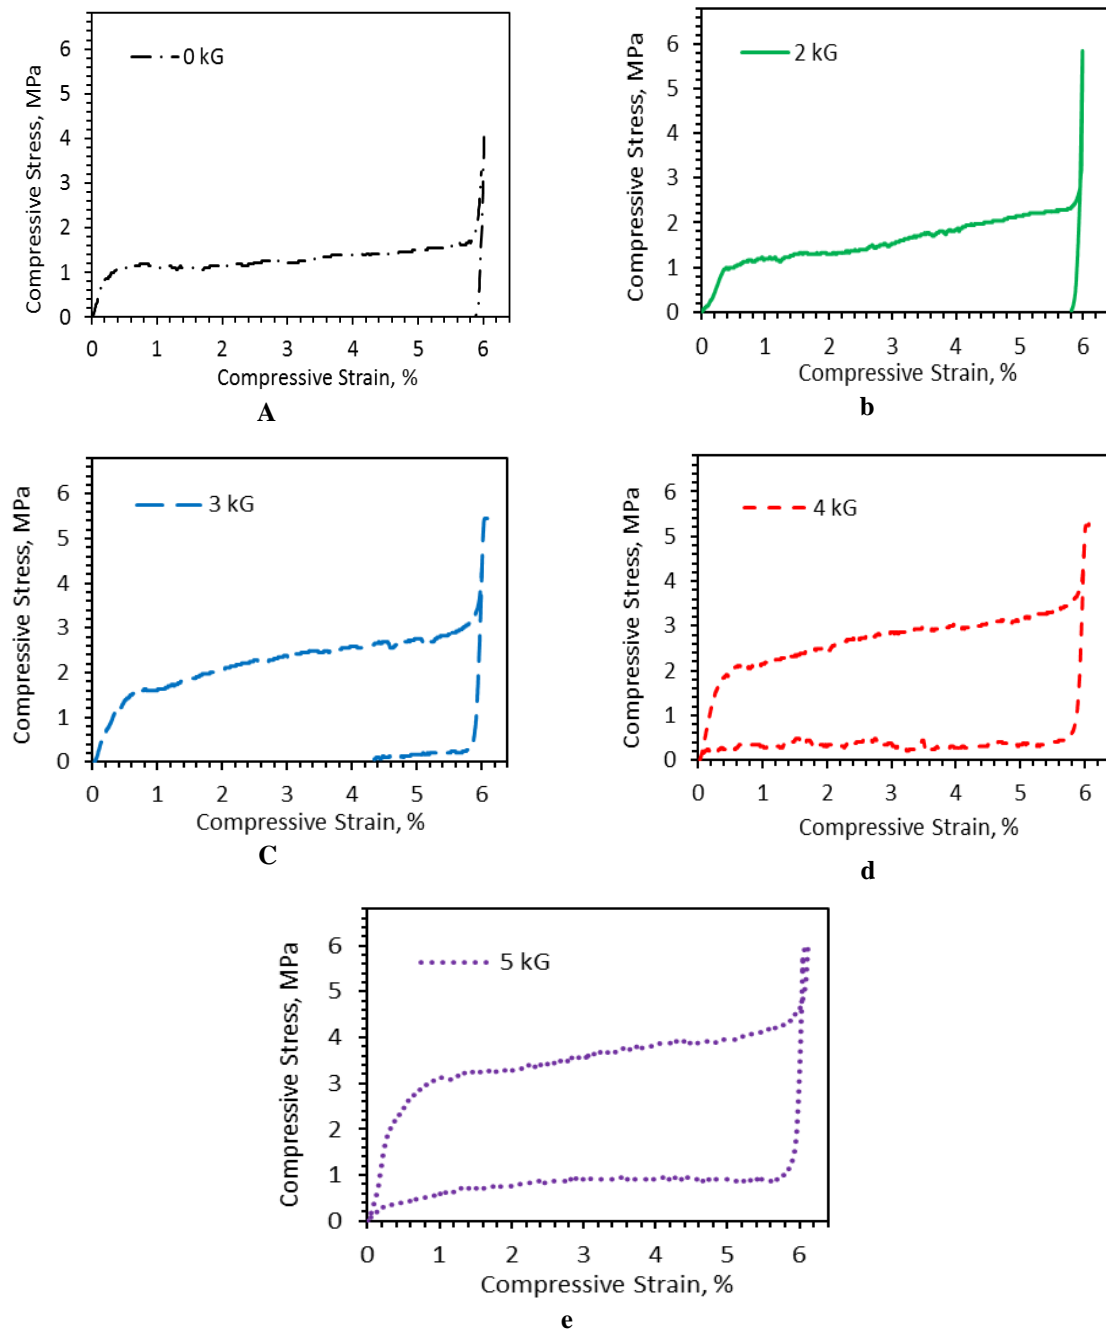 Compressive Stress, MPa
6
5
4
3
2
1
0
0 kG
0 1 2 3 4 5 6
Compressive Strain, %
A
Compressive Stress, MPa
6
5
4
3
2
1
0
2 kG
0 1 2 3 4 5 6
Compressive Strain, %
b
Compressive Stress, MPa
6
5
4
3
2
1
0
3 kG
0 1 2 3 4 5 6
Compressive Strain, %
C
Compressive Stress, MPa
6
5
4
3
2
1
0
4 kG
0 1 2 3 4 5 6
Compressive Strain, %
d
Compressive Stress, MPa
6
5
4
3
2
1
0
5 kG
0 1 2 3 4 5 6
Compressive Strain, %
e